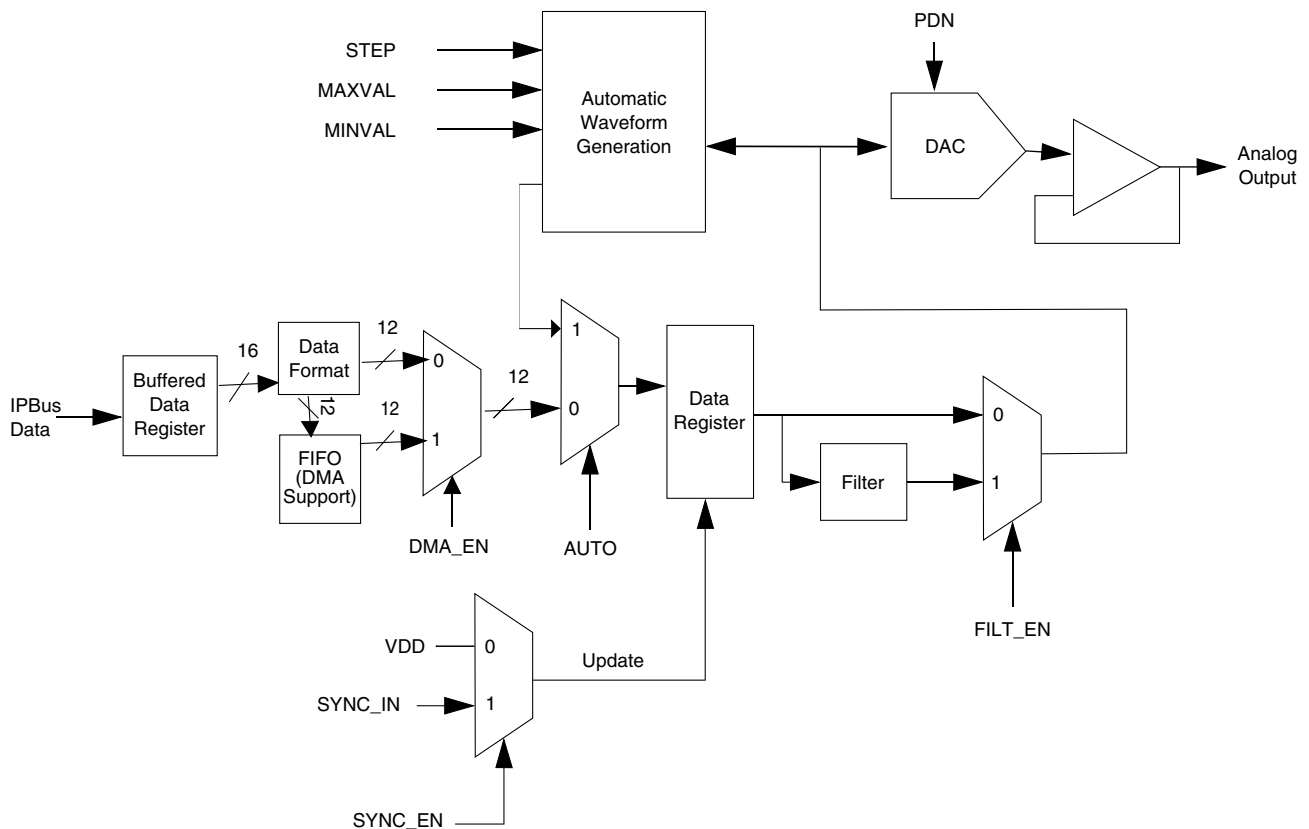 PDN
STEP
MAXVAL
MINVAL
Automatic
Waveform
Generation
DAC
Analog
Output
IPBus
Data
Buffered
Data
Register
16
Data
Format
12
12
12
FIFO
(DMA
Support)
0
1
DMA_EN
12
1
0
AUTO
Data
Register
Filter
0
1
FILT_EN
VDD
SYNC_IN
0
1
Update
SYNC_EN